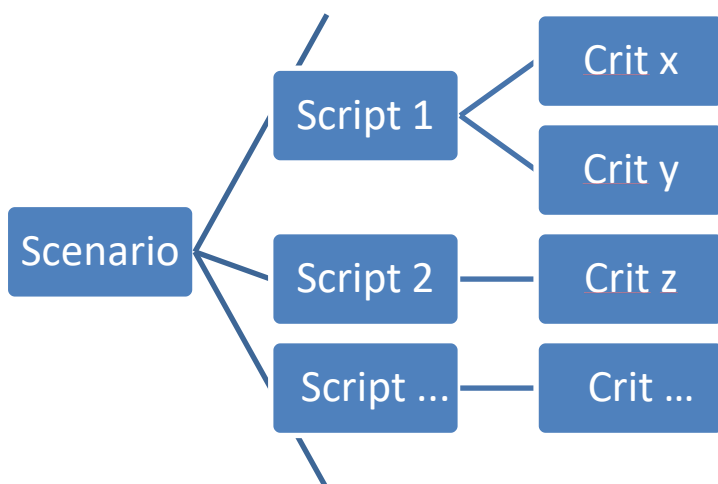 Scenario
Script 1
Crit x
Crit y
Script 2
Crit z
Script ...
Crit ...